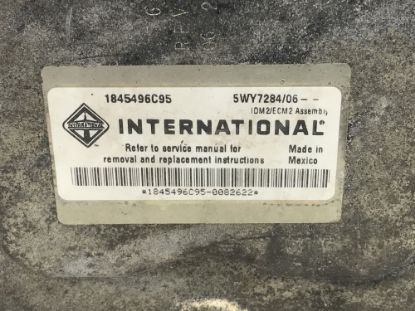 1845496C95 5WY7284/06 - -
IDM2/ECM2 Assembly
INTERNATIONAL®
Refer to service manual for Made in
removal and replacement instructions Mexico
*1845496C95-0082622*